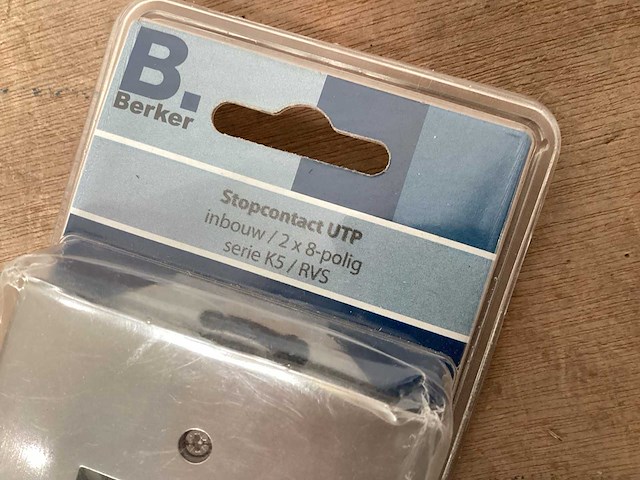 B.
Berker
Stopcontact UTP
inbouw / 2 x 8-polig
serie K5 / RVS